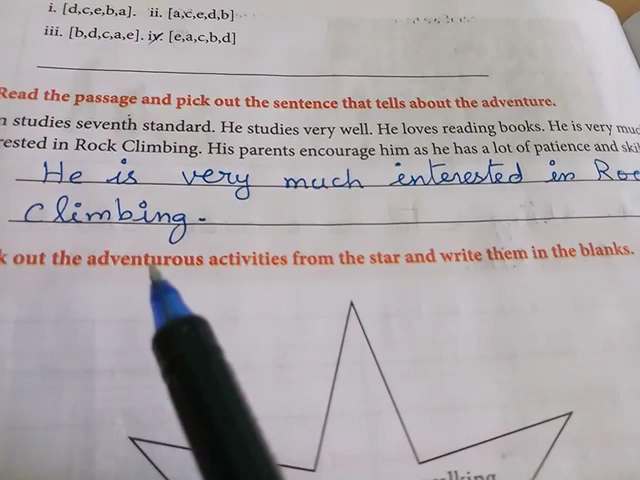 i. [d,c,e,b,a]. ii. [a,c,e,d,b]
iii. [b,d,c,a,e]. iv. [e,a,c,b,d]
Read the passage and pick out the sentence that tells about the adventure.
n studies seventh standard. He studies very well. He loves reading books. He is very muc
rested in Rock Climbing. His parents encourage him as he has a lot of patience and skil
He is very much interested in Roc
Climbing.
k out the adventurous activities from the star and write them in the blanks.
lking